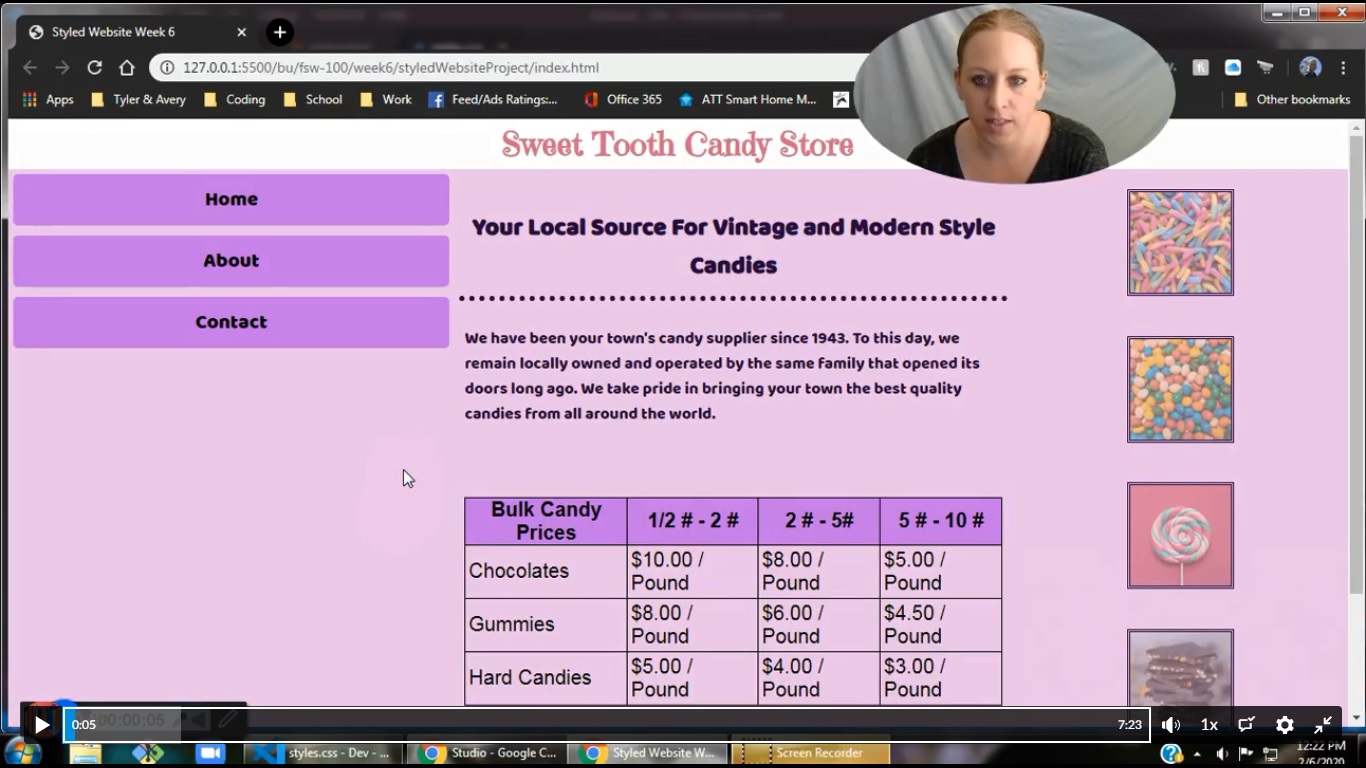 Styled Website Week 6
127.0.0.1:5500/bu/fsw-100/week6/styledWebsiteProject/index.html
Apps Tyler & Avery Coding School Work Feed/Ads Ratings:... Office 365 ATT Smart Home M... Other bookmarks
Sweet Tooth Candy Store
Home
About
Contact
Your Local Source For Vintage and Modern Style
Candies
We have been your town's candy supplier since 1943. To this day, we
remain locally owned and operated by the same family that opened its
doors long ago. We take pride in bringing your town the best quality
candies from all around the world.
Bulk Candy Prices 1/2 # - 2 # 2 # - 5# 5 # - 10 #
Chocolates $10.00 / Pound $8.00 / Pound $5.00 / Pound
Gummies $8.00 / Pound $6.00 / Pound $4.50 / Pound
Hard Candies $5.00 / Pound $4.00 / Pound $3.00 / Pound
0:05 00:00:05 7:23 1x
styles.css - Dev - ... Studio - Google C... Styled Website W... Screen Recorder 12:22 PM
2/6/2020